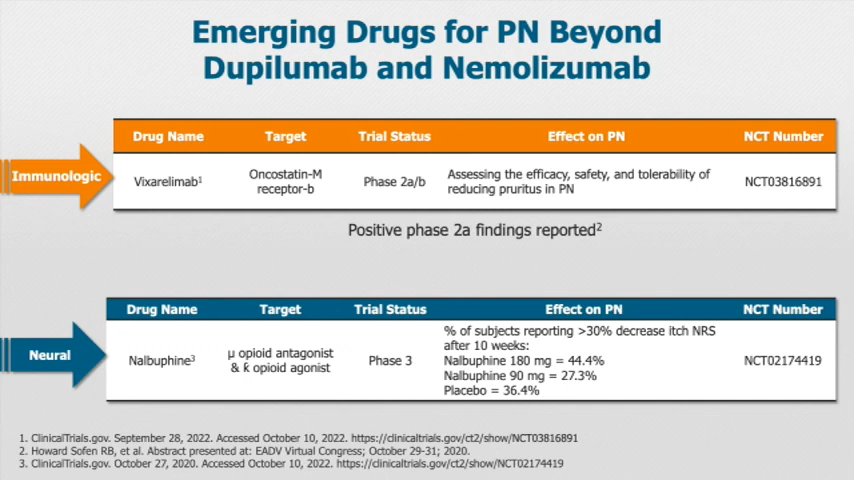 Emerging Drugs for PN Beyond
Dupilumab and Nemolizumab
Immunologic
Drug Name Target Trial Status Effect on PN NCT Number
Vixarelimab¹ Oncostatin-M receptor-b Phase 2a/b Assessing the efficacy, safety, and tolerability of reducing pruritus in PN NCT03816891
Positive phase 2a findings reported²
Neural
Drug Name Target Trial Status Effect on PN NCT Number
Nalbuphine³ µ opioid antagonist & ƙ opioid agonist Phase 3 % of subjects reporting >30% decrease itch NRS
after 10 weeks:
Nalbuphine 180 mg = 44.4%
Nalbuphine 90 mg = 27.3%
Placebo = 36.4%
NCT02174419
1. ClinicalTrials.gov. September 28, 2022. Accessed October 10, 2022. https://clinicaltrials.gov/ct2/show/NCT03816891
2. Howard Sofen RB, et al. Abstract presented at: EADV Virtual Congress; October 29-31; 2020.
3. ClinicalTrials.gov. October 27, 2020. Accessed October 10, 2022. https://clinicaltrials.gov/ct2/show/NCT02174419